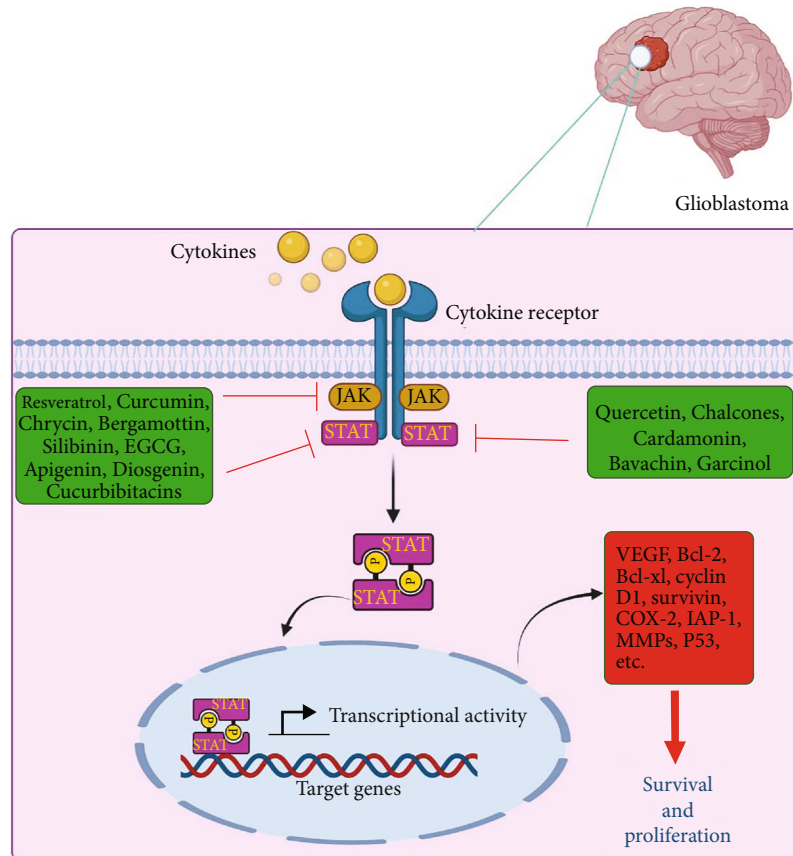 Glioblastoma
Cytokines
Cytokine receptor
JAK
JAK
STAT
STAT
Resveratrol, Curcumin,
Chrycin, Bergamottin,
Silibinin, EGCG,
Apigenin, Diosgenin,
Cucurbibitacins
Quercetin, Chalcones,
Cardamonin,
Bavachin, Garcinol
STAT
P
P
STAT
VEGF, Bcl-2,
Bcl-xl, cyclin
D1, survivin,
COX-2, IAP-1,
MMPs, P53,
etc.
STAT
P
P
STAT
Transcriptional activity
Target genes
Survival
and
proliferation